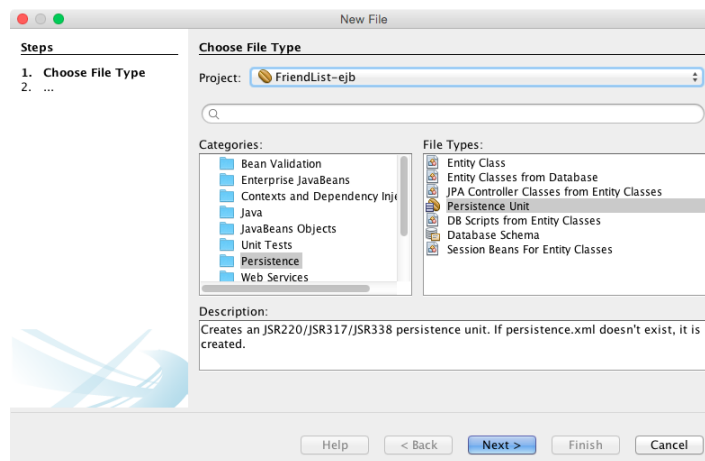 New File
Steps
1. Choose File Type
2. ...
Choose File Type
Project: FriendList-ejb
Categories:
Bean Validation
Enterprise JavaBeans
Contexts and Dependency Inje
Java
JavaBeans Objects
Unit Tests
Persistence
Web Services
File Types:
Entity Class
Entity Classes from Database
JPA Controller Classes from Entity Classes
Persistence Unit
DB Scripts from Entity Classes
Database Schema
Session Beans For Entity Classes
Description:
Creates an JSR220/JSR317/JSR338 persistence unit. If persistence.xml doesn't exist, it is
created.
Help < Back Next > Finish Cancel